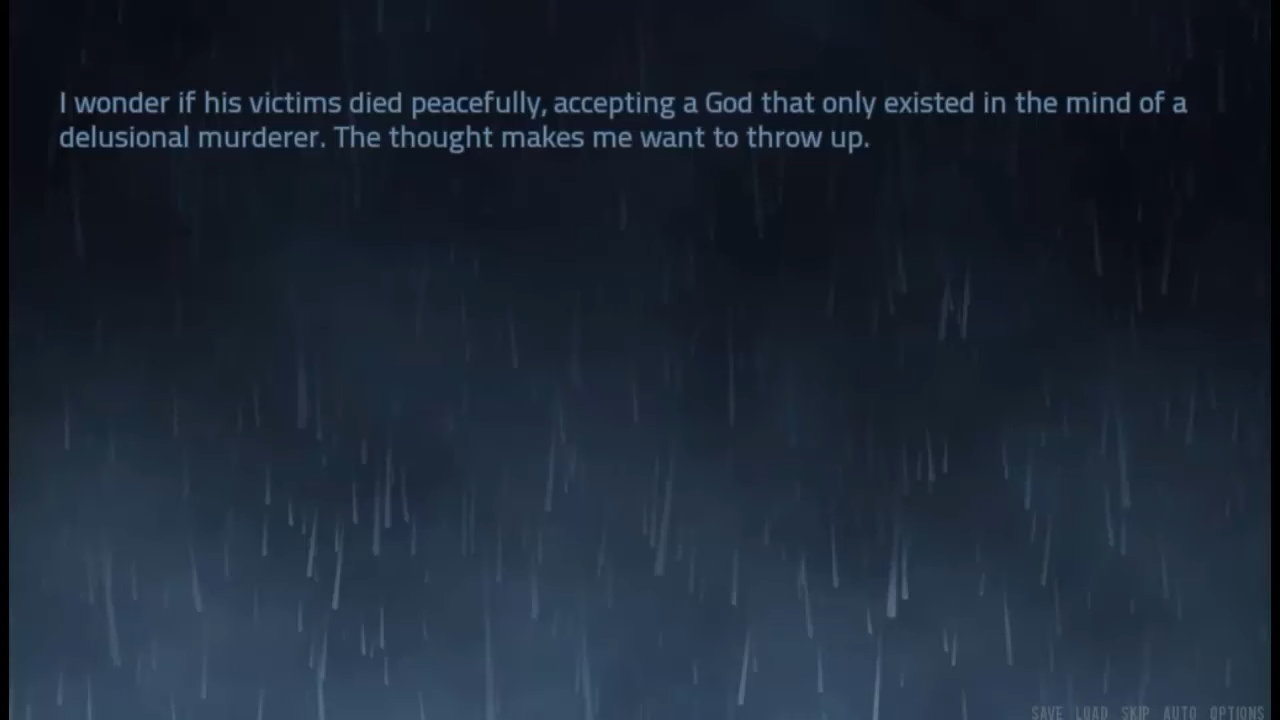 I wonder if his victims died peacefully, accepting a God that only existed in the mind of a
delusional murderer. The thought makes me want to throw up.
SAVE LOAD SKIP AUTO OPTIONS